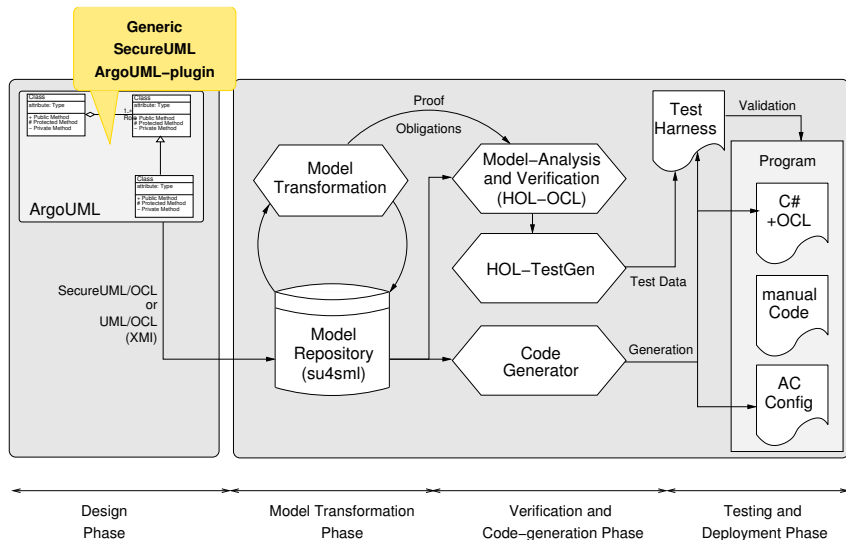 Generic
SecureUML
ArgoUML−plugin
Class
attribute: Type
+ Public Method
# Protected Method
− Private Method
1..*
Role
Class
attribute: Type
+ Public Method
# Protected Method
− Private Method
Class
attribute: Type
+ Public Method
# Protected Method
− Private Method
ArgoUML
SecureUML/OCL
or
UML/OCL
(XMI)
Proof
Obligations
Model
Transformation
Model
Repository
(su4sml)
Model−Analysis
and Verification
(HOL−OCL)
HOL−TestGen
Code
Generator
Test Data
Generation
Test
Harness
Validation
Program
C#
+OCL
manual
Code
AC
Config
Design
Phase
Model Transformation
Phase
Verification and
Code−generation Phase
Testing and
Deployment Phase